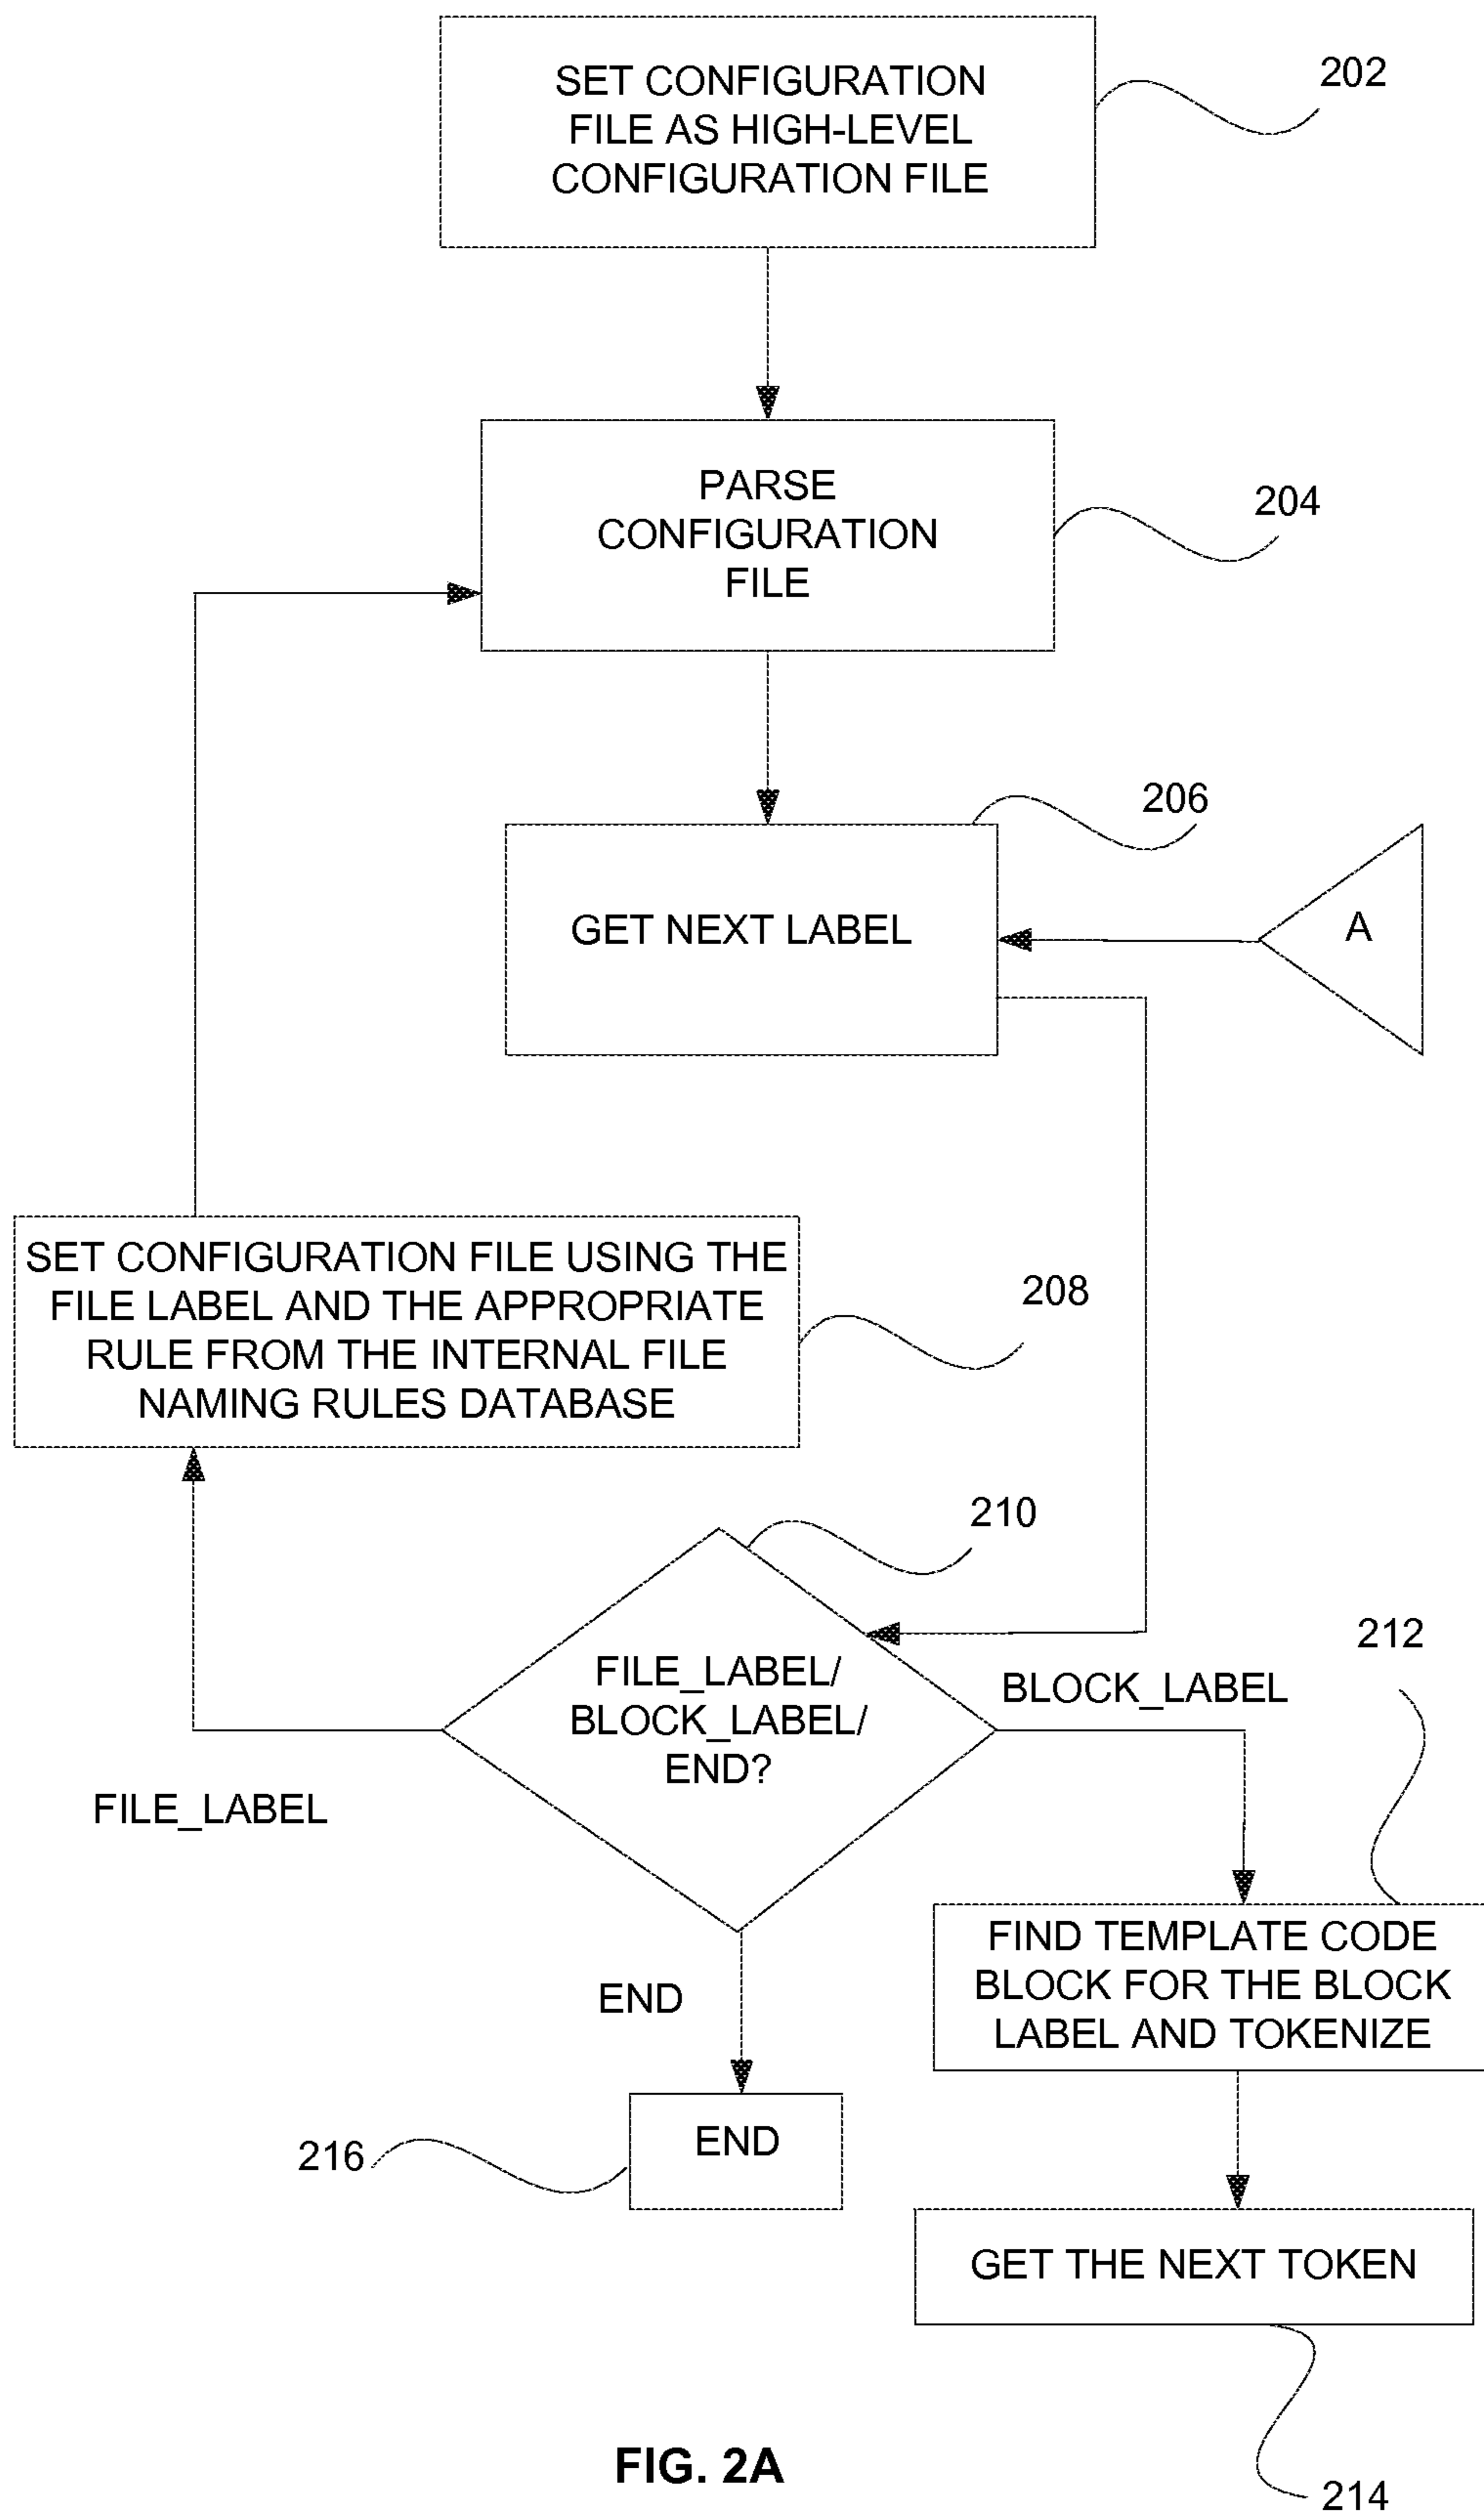 SET CONFIGURATION
FILE AS HIGH-LEVEL
CONFIGURATION FILE
202
PARSE
CONFIGURATION
FILE
204
206
GET NEXT LABEL
A
SET CONFIGURATION FILE USING THE
FILE LABEL AND THE APPROPRIATE
RULE FROM THE INTERNAL FILE
NAMING RULES DATABASE
208
210
FILE_LABEL/
BLOCK_LABEL/
END?
BLOCK_LABEL
212
FILE_LABEL
FIND TEMPLATE CODE
BLOCK FOR THE BLOCK
LABEL AND TOKENIZE
END
END
216
GET THE NEXT TOKEN
214
FIG. 2A